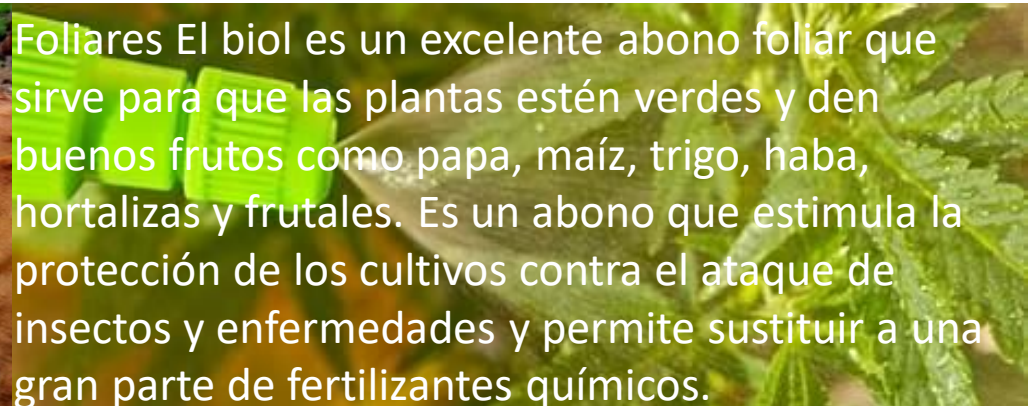 Foliares El biol es un excelente abono foliar que
sirve para que las plantas estén verdes y den
buenos frutos como papa, maíz, trigo, haba,
hortalizas y frutales. Es un abono que estimula la
protección de los cultivos contra el ataque de
insectos y enfermedades y permite sustituir a una
gran parte de fertilizantes químicos.